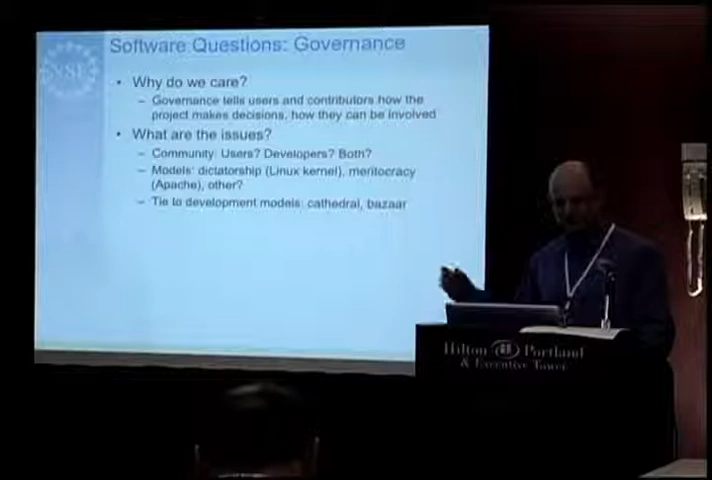 Software Questions: Governance
NSF
• Why do we care?
– Governance tells users and contributors how the
project makes decisions, how they can be involved
• What are the issues?
– Community: Users? Developers? Both?
– Models: dictatorship (Linux kernel), meritocracy
(Apache), other?
– Tie to development models: cathedral, bazaar
Hilton Portland
& Executive Tower